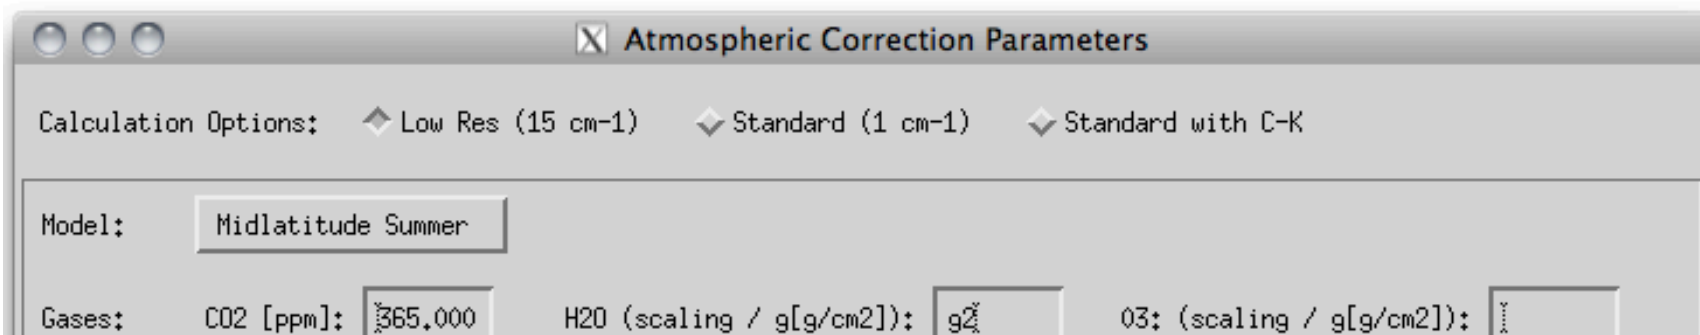 X Atmospheric Correction Parameters
Calculation Options: Low Res (15 cm-1) Standard (1 cm-1) Standard with C-K
Model: Midlatitude Summer
Gases: CO2 [ppm]: 365.000 H2O (scaling / g[g/cm2]): g2 O3: (scaling / g[g/cm2]):